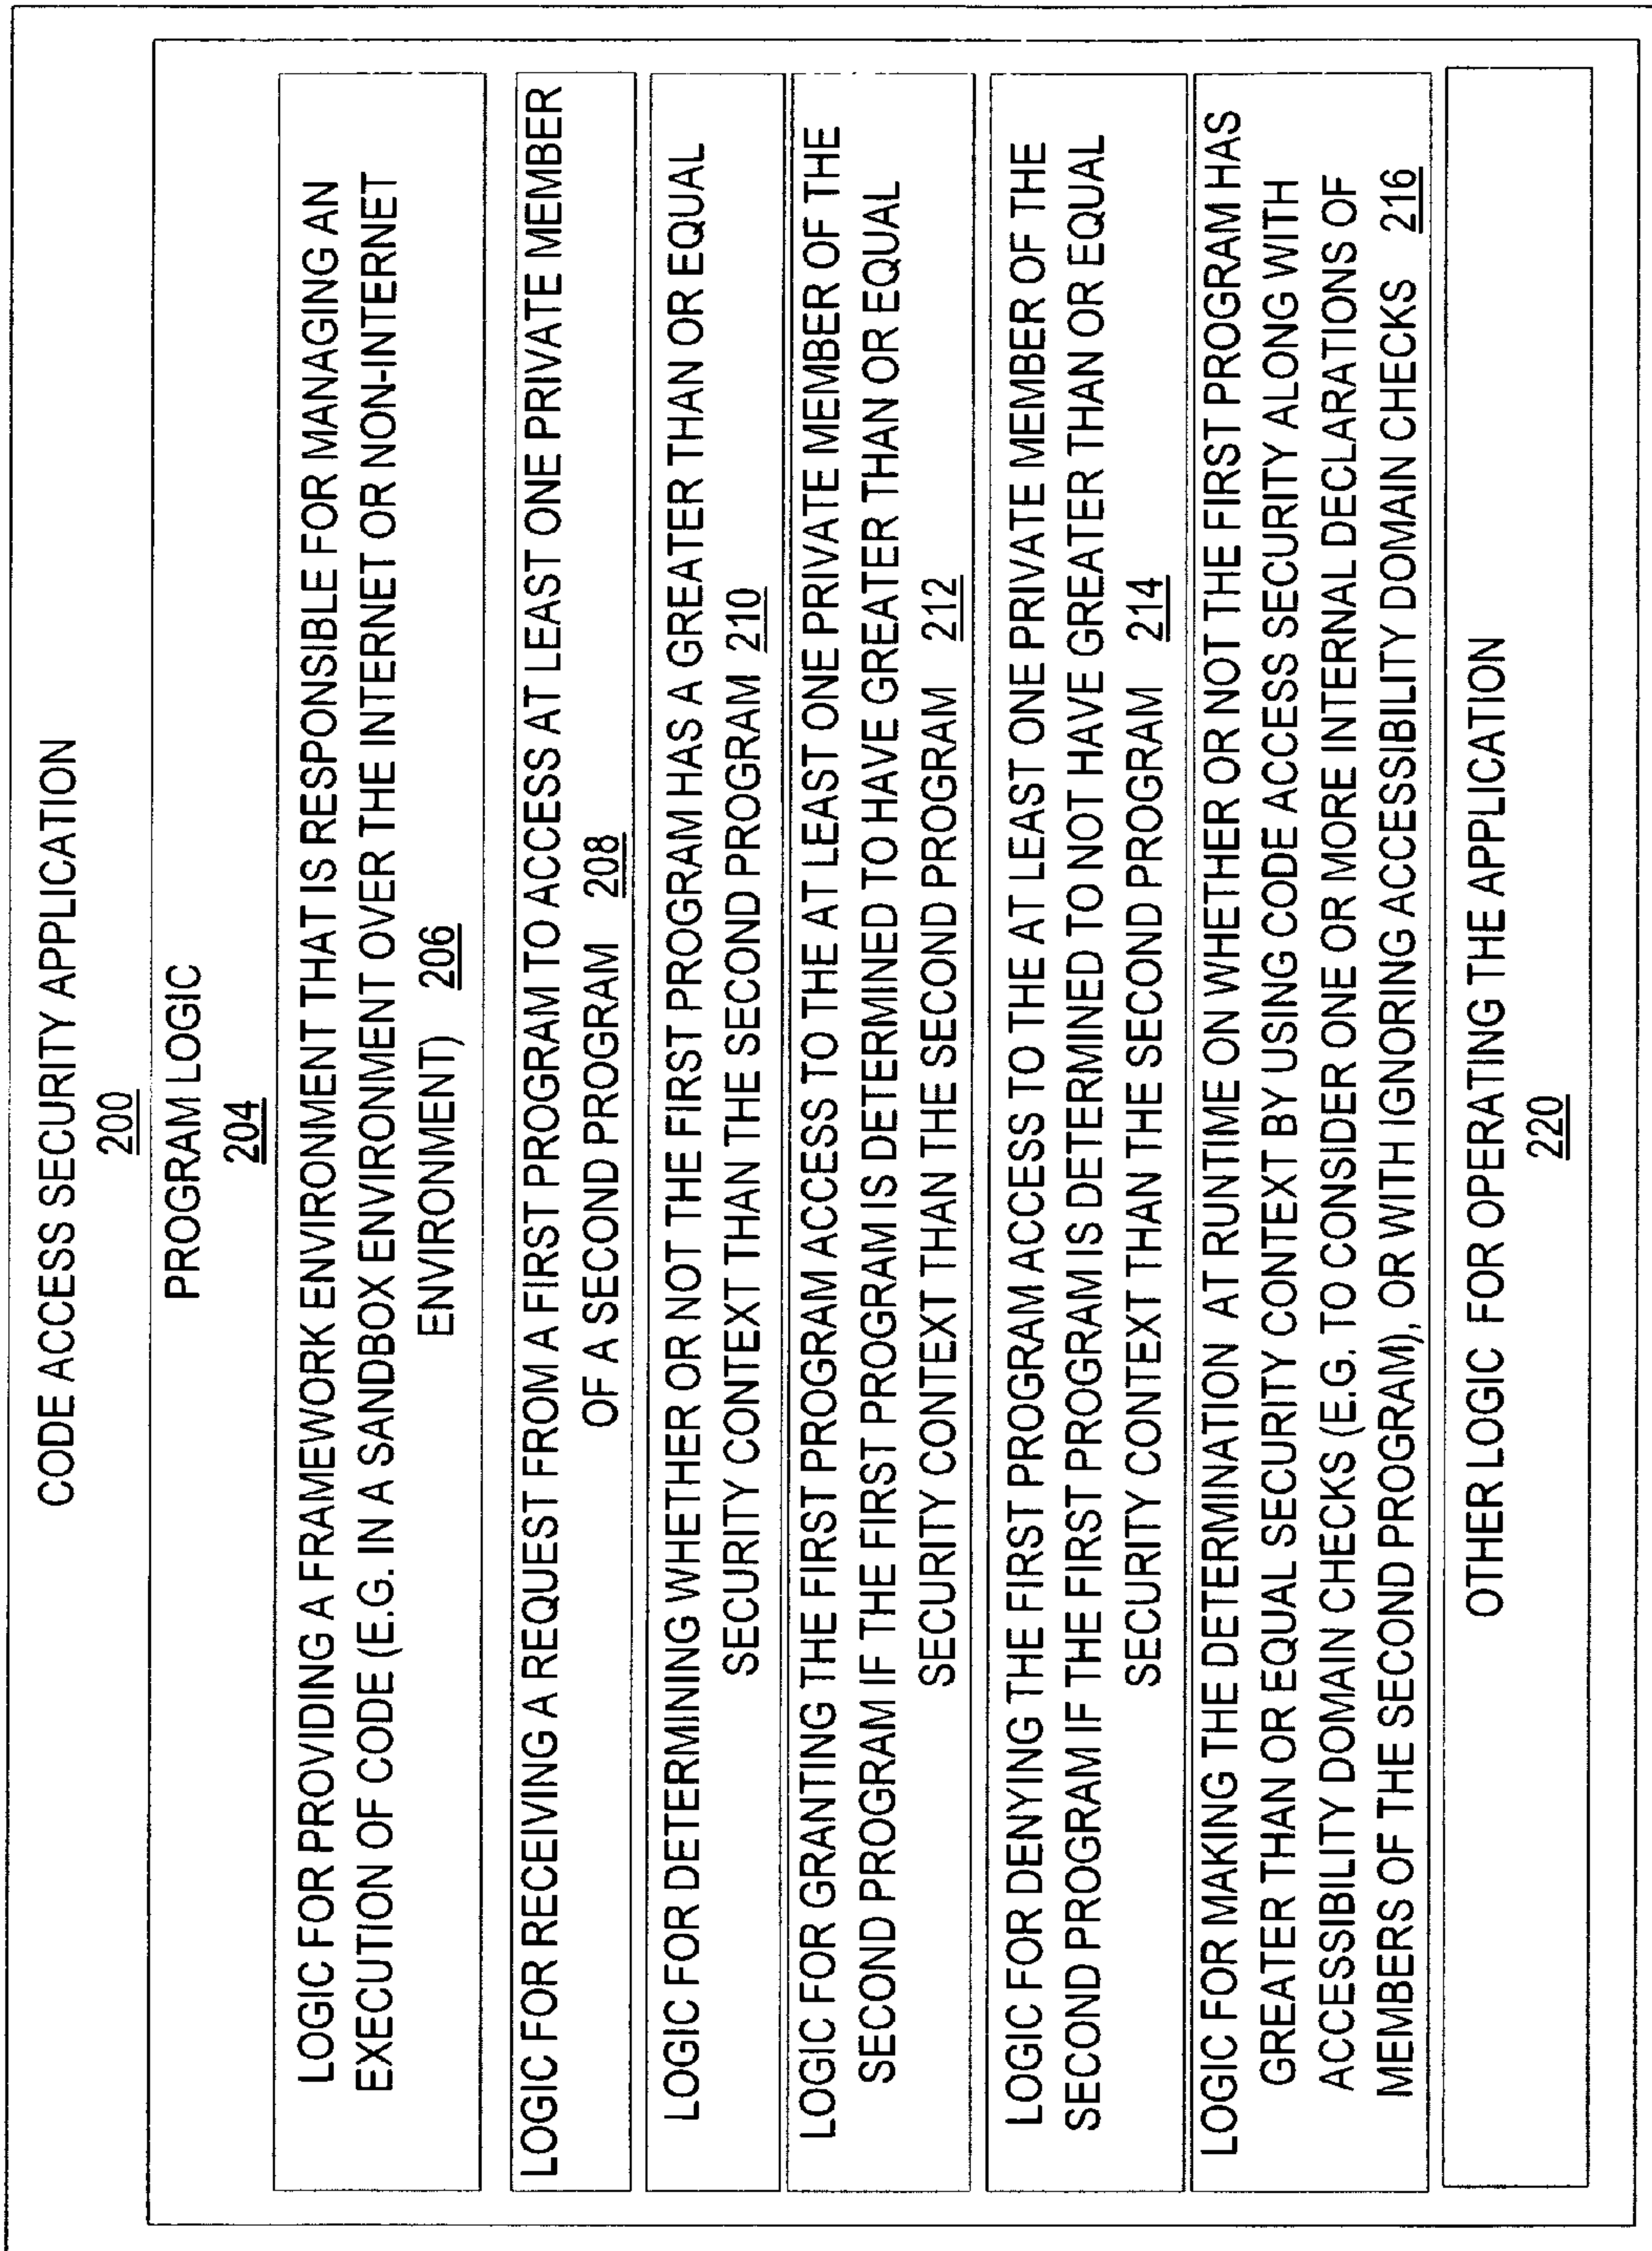 CODE ACCESS SECURITY APPLICATION
200
PROGRAM LOGIC
204
LOGIC FOR PROVIDING A FRAMEWORK ENVIRONMENT THAT IS RESPONSIBLE FOR MANAGING AN
EXECUTION OF CODE (E.G. IN A SANDBOX ENVIRONMENT OVER THE INTERNET OR NON-INTERNET
ENVIRONMENT) 206
LOGIC FOR RECEIVING A REQUEST FROM A FIRST PROGRAM TO ACCESS AT LEAST ONE PRIVATE MEMBER
OF A SECOND PROGRAM 208
LOGIC FOR DETERMINING WHETHER OR NOT THE FIRST PROGRAM HAS A GREATER THAN OR EQUAL
SECURITY CONTEXT THAN THE SECOND PROGRAM 210
LOGIC FOR GRANTING THE FIRST PROGRAM ACCESS TO THE AT LEAST ONE PRIVATE MEMBER OF THE
SECOND PROGRAM IF THE FIRST PROGRAM IS DETERMINED TO HAVE GREATER THAN OR EQUAL
SECURITY CONTEXT THAN THE SECOND PROGRAM 212
LOGIC FOR DENYING THE FIRST PROGRAM ACCESS TO THE AT LEAST ONE PRIVATE MEMBER OF THE
SECOND PROGRAM IF THE FIRST PROGRAM IS DETERMINED TO NOT HAVE GREATER THAN OR EQUAL
SECURITY CONTEXT THAN THE SECOND PROGRAM 214
LOGIC FOR MAKING THE DETERMINATION AT RUNTIME ON WHETHER OR NOT THE FIRST PROGRAM HAS
GREATER THAN OR EQUAL SECURITY CONTEXT BY USING CODE ACCESS SECURITY ALONG WITH
ACCESSIBILITY DOMAIN CHECKS (E.G. TO CONSIDER ONE OR MORE INTERNAL DECLARATIONS OF
MEMBERS OF THE SECOND PROGRAM), OR WITH IGNORING ACCESSIBILITY DOMAIN CHECKS 216
OTHER LOGIC FOR OPERATING THE APPLICATION
220